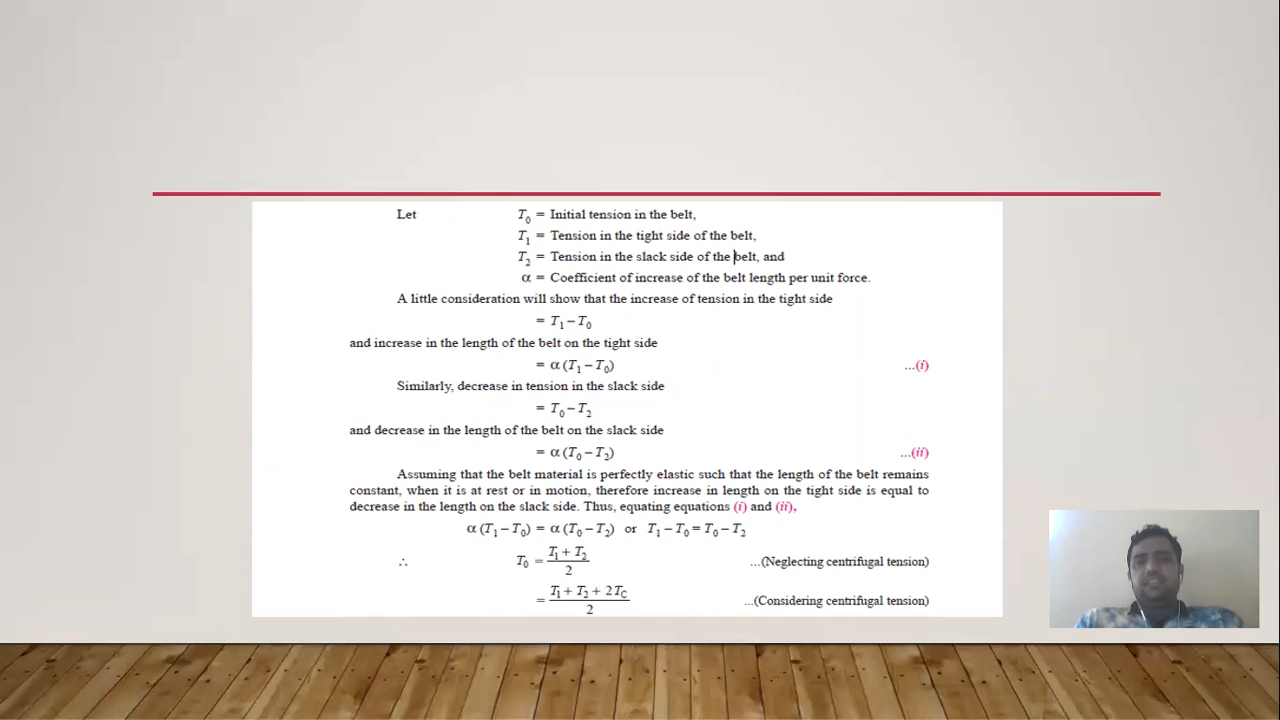 Let T₀ = Initial tension in the belt,
T₁ = Tension in the tight side of the belt,
T₂ = Tension in the slack side of the belt, and
α = Coefficient of increase of the belt length per unit force.
A little consideration will show that the increase of tension in the tight side
= T₁ – T₀
and increase in the length of the belt on the tight side
= α (T₁ – T₀) ...(i)
Similarly, decrease in tension in the slack side
= T₀ – T₂
and decrease in the length of the belt on the slack side
= α (T₀ – T₂) ...(ii)
Assuming that the belt material is perfectly elastic such that the length of the belt remains
constant, when it is at rest or in motion, therefore increase in length on the tight side is equal to
decrease in the length on the slack side. Thus, equating equations (i) and (ii),
α (T₁ – T₀) = α (T₀ – T₂) or T₁ – T₀ = T₀ – T₂
∴ T₀ = (T₁ + T₂)/2 ...(Neglecting centrifugal tension)
= (T₁ + T₂ + 2T_C)/2 ...(Considering centrifugal tension)